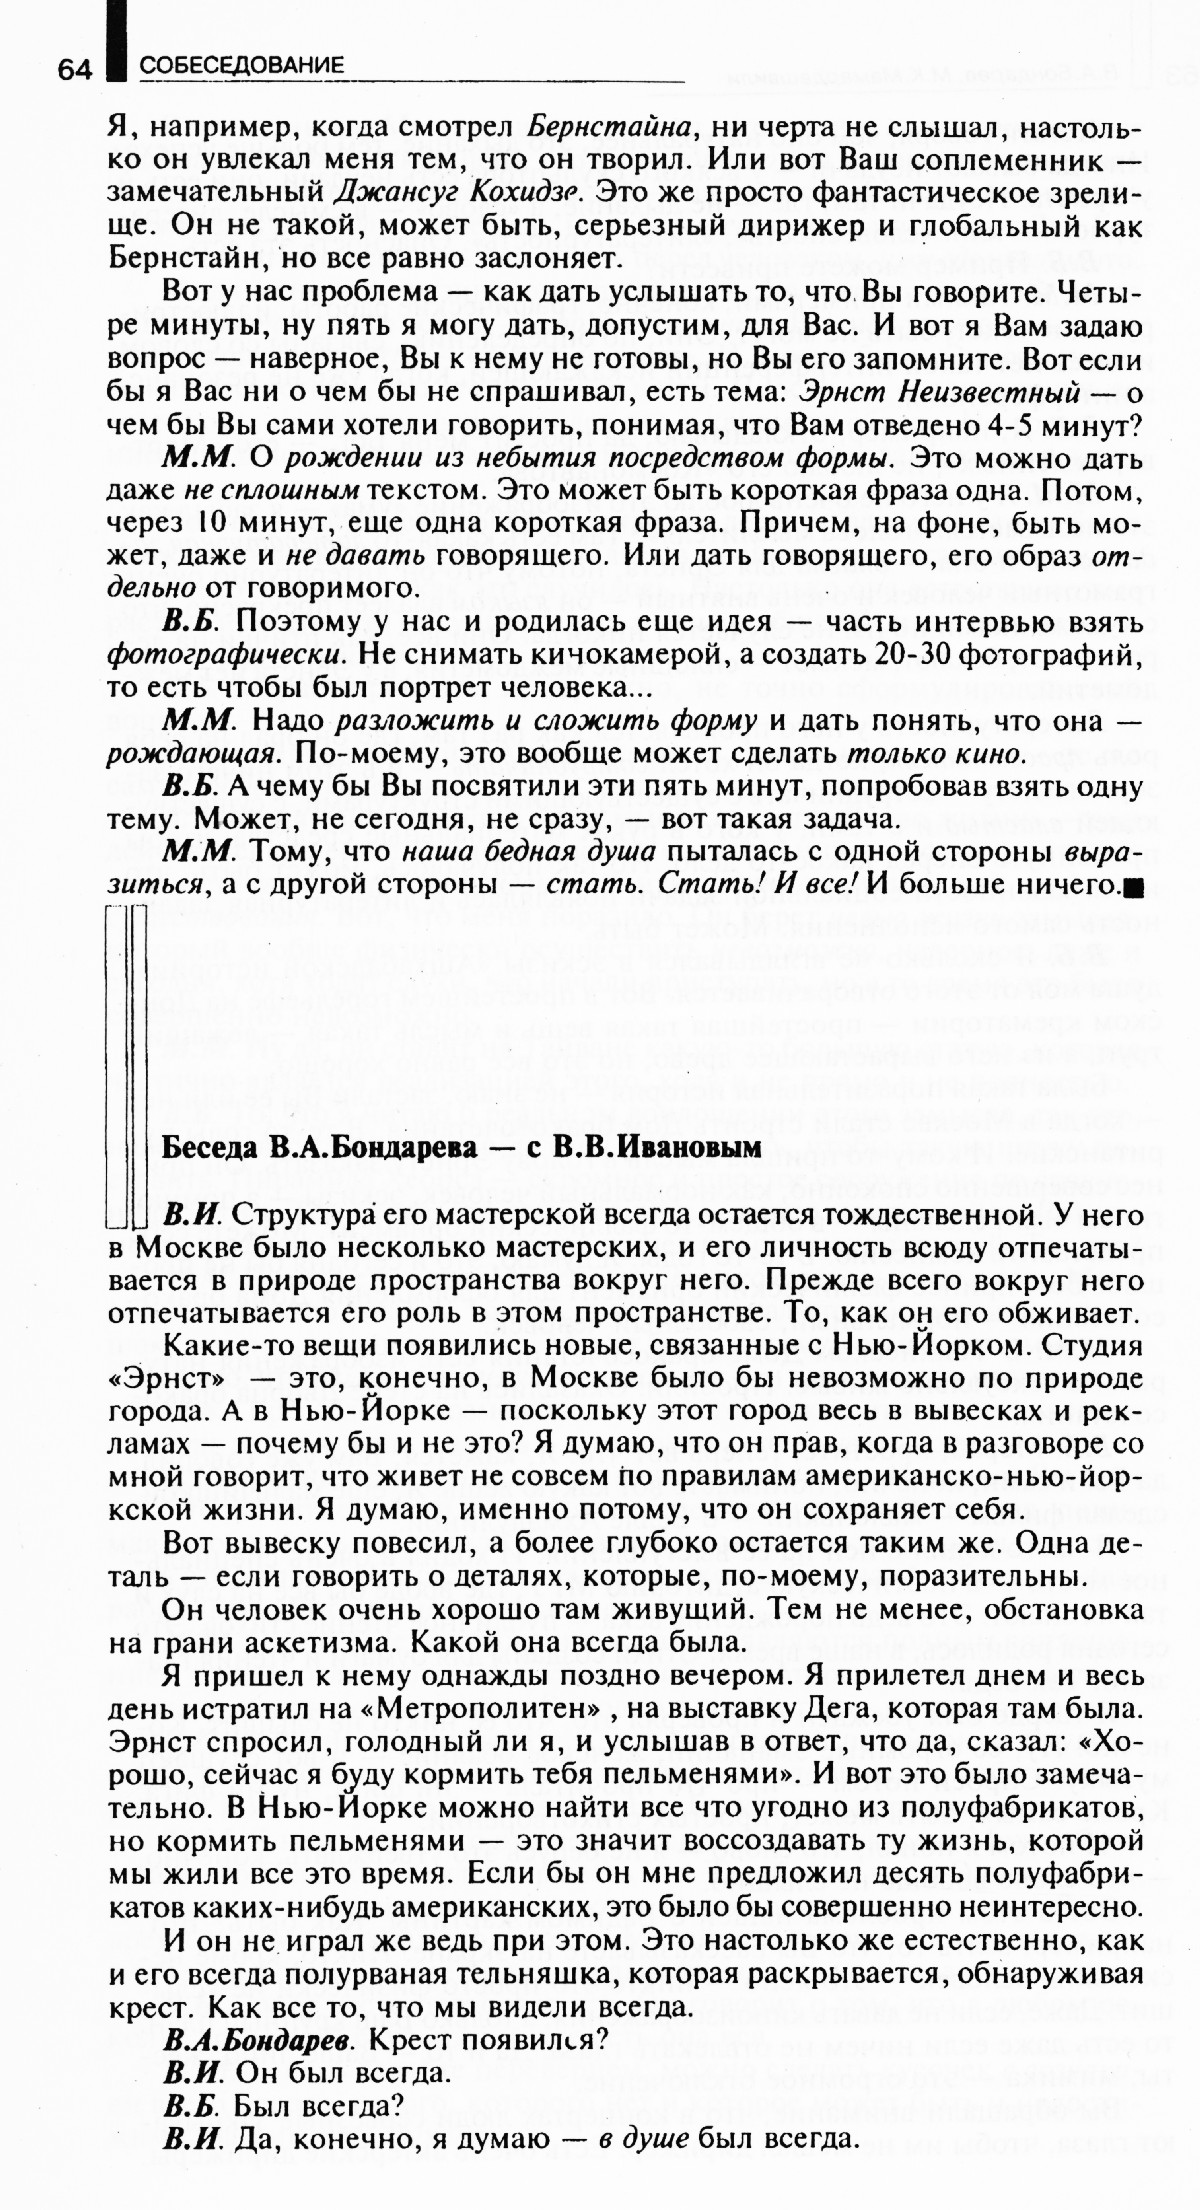 64 СОБЕСЕДОВАНИЕ
Я, например, когда смотрел Бернстайна, ни черта не слышал, настоль-
ко он увлекал меня тем, что он творил. Или вот Ваш соплеменник —
замечательный Джансуг Кохидзе. Это же просто фантастическое зрели-
ще. Он не такой, может быть, серьезный дирижер и глобальный как
Бернстайн, но все равно заслоняет.
Вот у нас проблема — как дать услышать то, что Вы говорите. Четы-
ре минуты, ну пять я могу дать, допустим, для Вас. И вот я Вам задаю
вопрос — наверное, Вы к нему не готовы, но Вы его запомните. Вот если
бы я Вас ни о чем бы не спрашивал, есть тема: Эрнст Неизвестный — о
чем бы Вы сами хотели говорить, понимая, что Вам отведено 4-5 минут?
М.М. О рождении из небытия посредством формы. Это можно дать
даже не сплошным текстом. Это может быть короткая фраза одна. Потом,
через 10 минут, еще одна короткая фраза. Причем, на фоне, быть мо-
жет, даже и не давать говорящего. Или дать говорящего, его образ от-
дельно от говоримого.
В.Б. Поэтому у нас и родилась еще идея — часть интервью взять
фотографически. Не снимать кинокамерой, а создать 20-30 фотографий,
то есть чтобы был портрет человека...
М.М. Надо разложить и сложить форму и дать понять, что она —
рождающая. По-моему, это вообще может сделать только кино.
В.Б. А чему бы Вы посвятили эти пять минут, попробовав взять одну
тему. Может, не сегодня, не сразу, — вот такая задача.
М.М. Тому, что наша бедная душа пыталась с одной стороны выра-
зиться, а с другой стороны — стать. Стать! И все! И больше ничего.■
Беседа В.А.Бондарева — с В.В.Ивановым
В.И. Структура его мастерской всегда остается тождественной. У него
в Москве было несколько мастерских, и его личность всюду отпечаты-
вается в природе пространства вокруг него. Прежде всего вокруг него
отпечатывается его роль в этом пространстве. То, как он его обживает.
Какие-то вещи появились новые, связанные с Нью-Йорком. Студия
«Эрнст» — это, конечно, в Москве было бы невозможно по природе
города. А в Нью-Йорке — поскольку этот город весь в вывесках и рек-
ламах — почему бы и не это? Я думаю, что он прав, когда в разговоре со
мной говорит, что живет не совсем по правилам американско-нью-йор-
кской жизни. Я думаю, именно потому, что он сохраняет себя.
Вот вывеску повесил, а более глубоко остается таким же. Одна де-
таль — если говорить о деталях, которые, по-моему, поразительны.
Он человек очень хорошо там живущий. Тем не менее, обстановка
на грани аскетизма. Какой она всегда была.
Я пришел к нему однажды поздно вечером. Я прилетел днем и весь
день истратил на «Метрополитен» , на выставку Дега, которая там была.
Эрнст спросил, голодный ли я, и услышав в ответ, что да, сказал: «Хо-
рошо, сейчас я буду кормить тебя пельменями». И вот это было замеча-
тельно. В Нью-Йорке можно найти все что угодно из полуфабрикатов,
но кормить пельменями — это значит воссоздавать ту жизнь, которой
мы жили все это время. Если бы он мне предложил десять полуфабри-
катов каких-нибудь американских, это было бы совершенно неинтересно.
И он не играл же ведь при этом. Это настолько же естественно, как
и его всегда полурваная тельняшка, которая раскрывается, обнаруживая
крест. Как все то, что мы видели всегда.
В.А.Бондарев. Крест появился?
В.И. Он был всегда.
В.Б. Был всегда?
В.И. Да, конечно, я думаю — в душе был всегда.